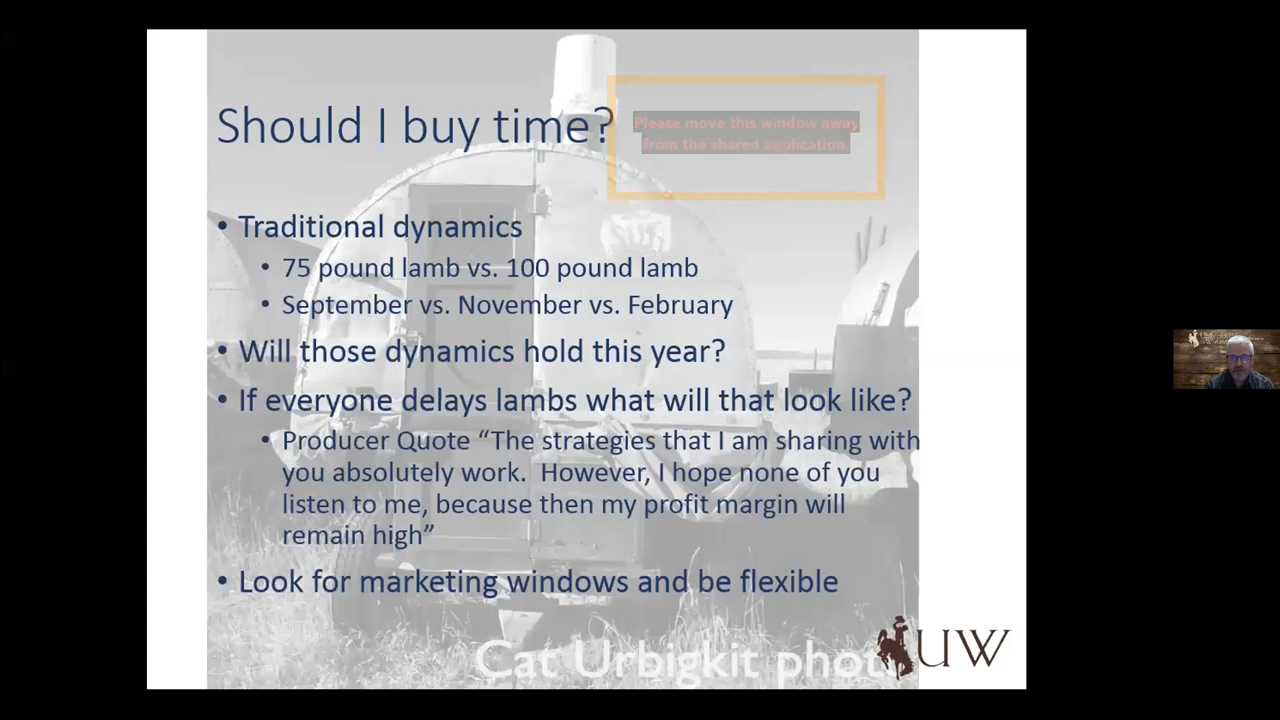 Should I buy time?
Please move this window away
from the shared application.
• Traditional dynamics
• 75 pound lamb vs. 100 pound lamb
• September vs. November vs. February
• Will those dynamics hold this year?
• If everyone delays lambs what will that look like?
• Producer Quote “The strategies that I am sharing with
you absolutely work. However, I hope none of you
listen to me, because then my profit margin will
remain high”
• Look for marketing windows and be flexible
Cat Urbigkit
UW